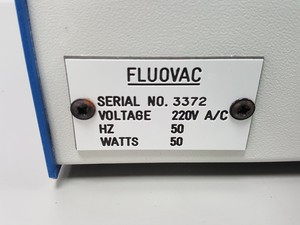 FLUOVAC
SERIAL NO. 3372
VOLTAGE 220V A/C
HZ 50
WATTS 50